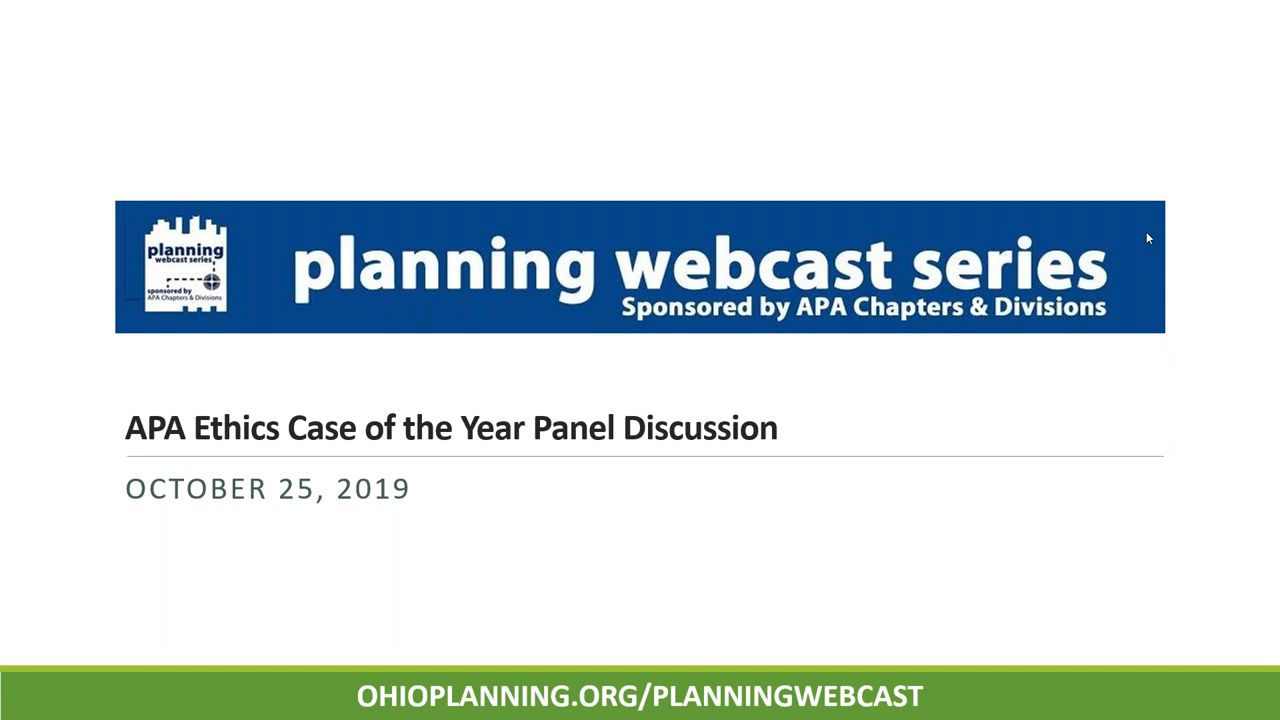 planning
webcast series
sponsored by
APA Chapters & Divisions
planning webcast series
Sponsored by APA Chapters & Divisions
APA Ethics Case of the Year Panel Discussion
OCTOBER 25, 2019
OHIOPLANNING.ORG/PLANNINGWEBCAST